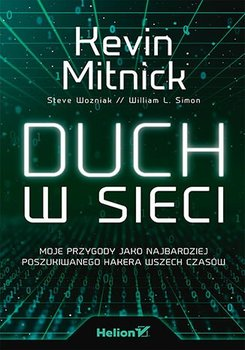 Kevin
Mitnick
Steve Wozniak // William L. Simon
DUCH
W SIECI
MOJE PRZYGODY JAKO NAJBARDZIEJ
POSZUKIWANEGO HAKERA WSZECH CZASÓW
Helion